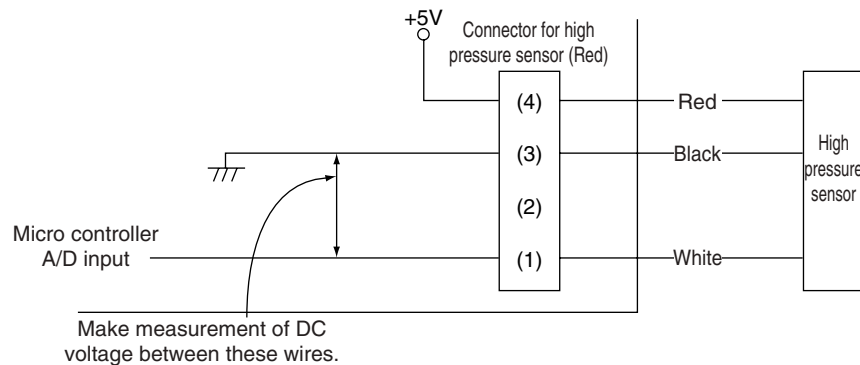 +5V
Connector for high
pressure sensor (Red)
(4)
Red
(3)
Black
High
pressure
sensor
(2)
Micro controller
A/D input
(1)
White
Make measurement of DC
voltage between these wires.